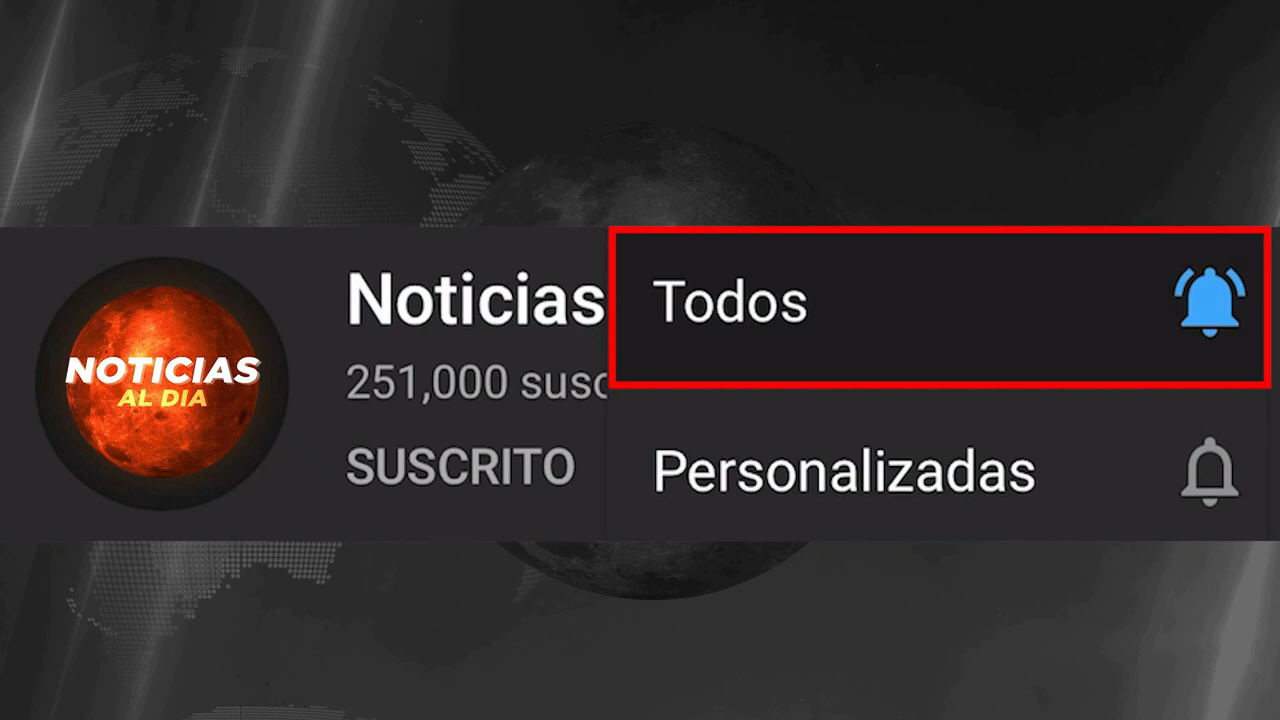 NOTICIAS
AL DIA
Noticias
251,000 susc
SUSCRITO
Todos
Personalizadas